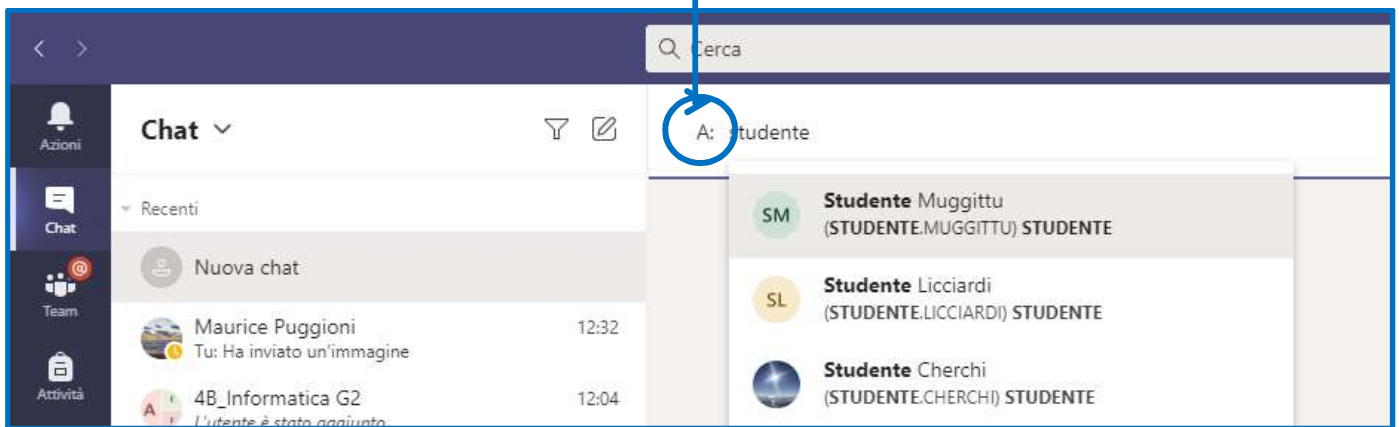 Cerca
Azioni
Chat
Team
Attività
Chat
Recenti
Nuova chat
Maurice Puggioni 12:32
Tu: Ha inviato un'immagine
A
4B_Informatica G2 12:04
L'utente è stato aggiunto
A: studente
SM
Studente Muggittu
(STUDENTE.MUGGITTU) STUDENTE
SL
Studente Licciardi
(STUDENTE.LICCIARDI) STUDENTE
Studente Cherchi
(STUDENTE.CHERCHI) STUDENTE